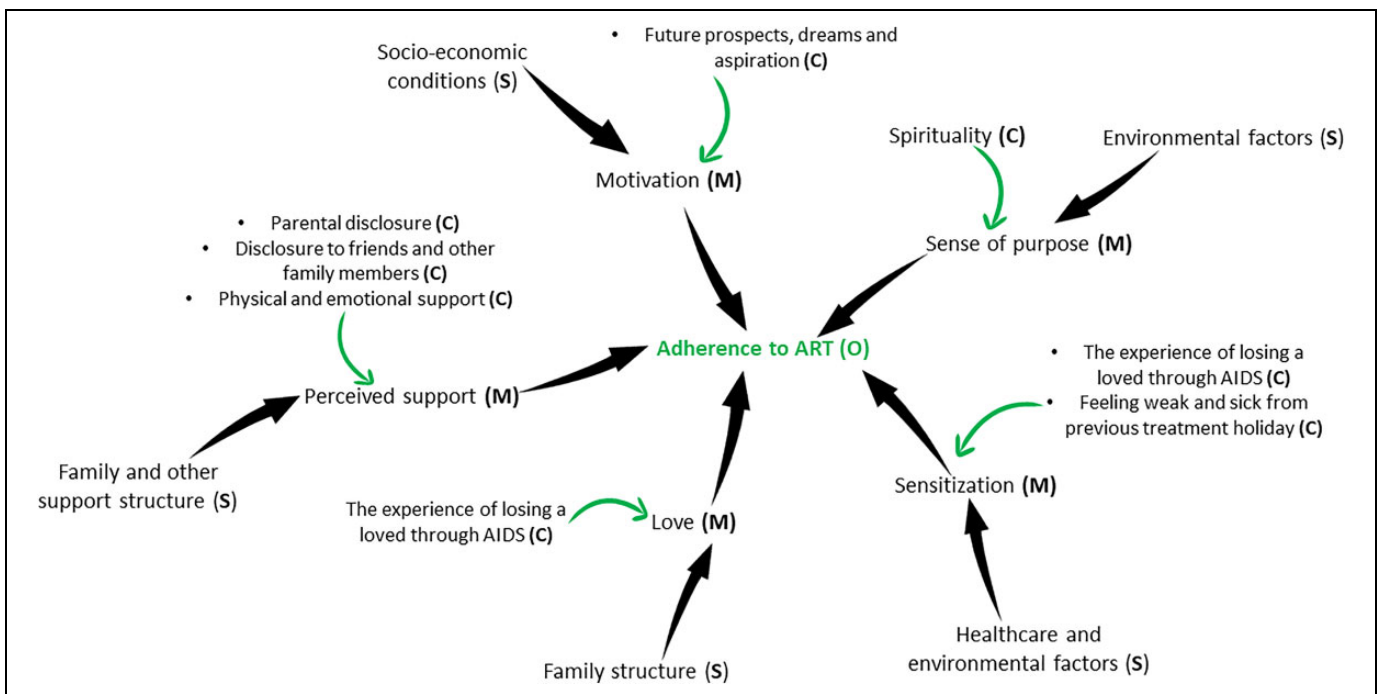 Socio-economic
conditions (S)
• Future prospects, dreams and
aspiration (C)
Motivation (M)
Spirituality (C)
Environmental factors (S)
Sense of purpose (M)
• Parental disclosure (C)
• Disclosure to friends and other
family members (C)
• Physical and emotional support (C)
Adherence to ART (O)
Perceived support (M)
Family and other
support structure (S)
• The experience of losing a
loved through AIDS (C)
• Feeling weak and sick from
previous treatment holiday (C)
Sensitization (M)
The experience of losing a
loved through AIDS (C)
Love (M)
Family structure (S)
Healthcare and
environmental factors (S)